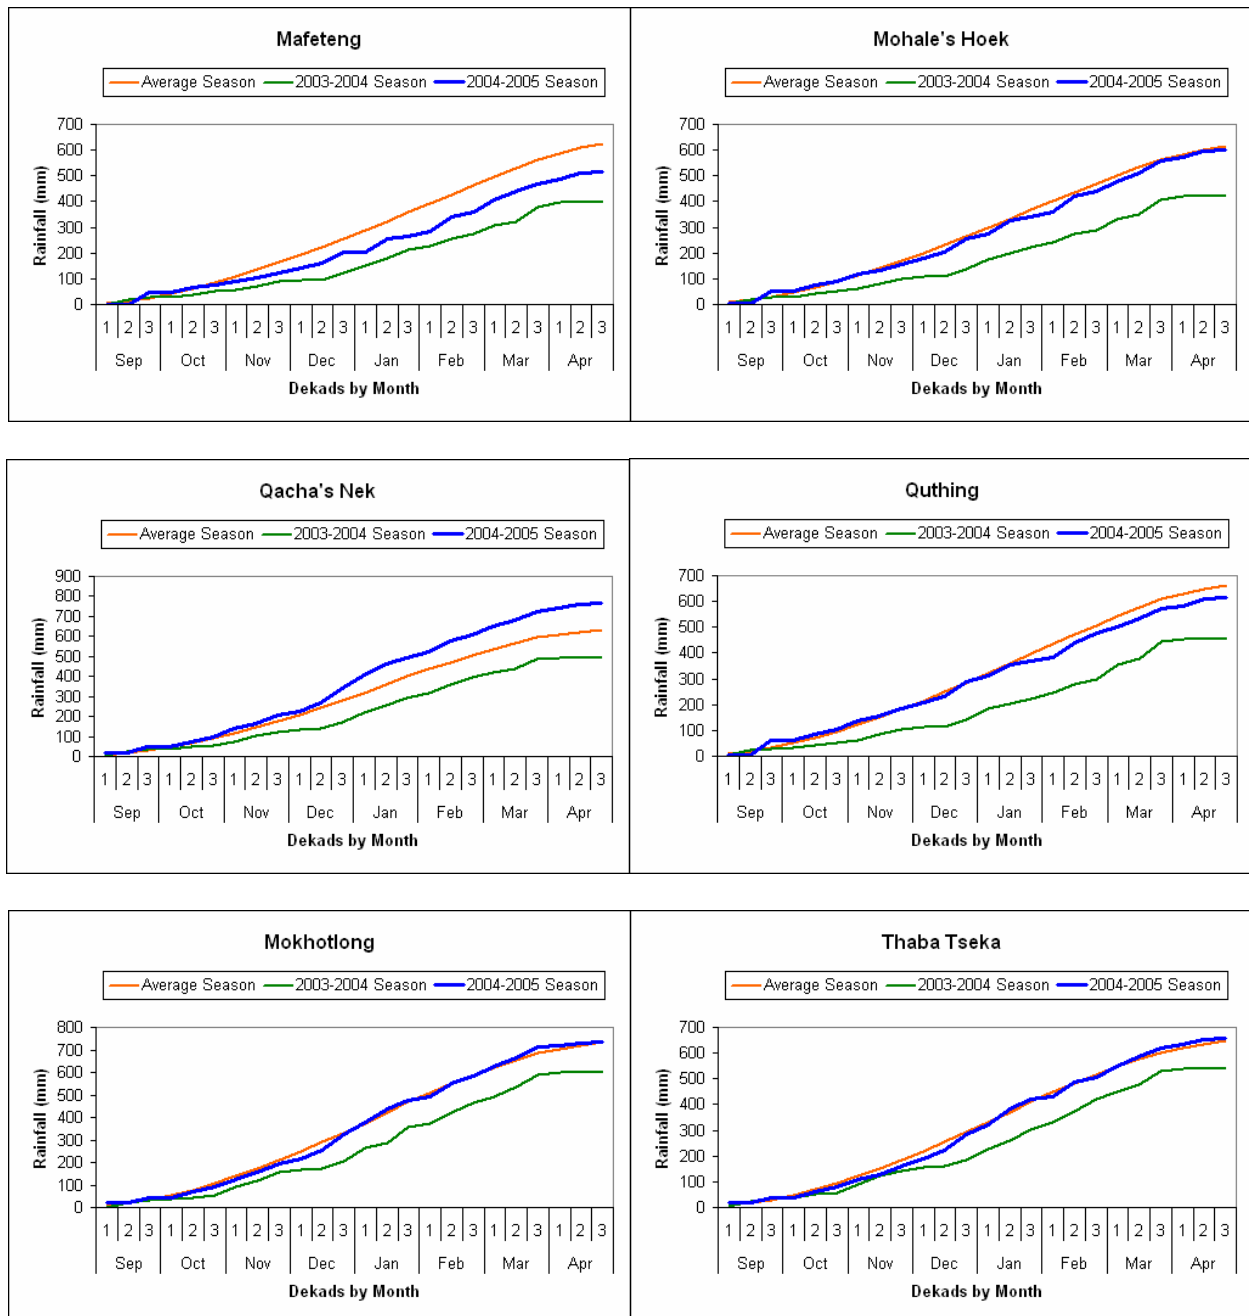 Mafeteng
Average Season 2003-2004 Season 2004-2005 Season
Rainfall (mm)
700
600
500
400
300
200
100
0
1 2 3 1 2 3 1 2 3 1 2 3 1 2 3 1 2 3 1 2 3 1 2 3
Sep Oct Nov Dec Jan Feb Mar Apr
Dekads by Month
Mohale's Hoek
Average Season 2003-2004 Season 2004-2005 Season
Rainfall (mm)
700
600
500
400
300
200
100
0
1 2 3 1 2 3 1 2 3 1 2 3 1 2 3 1 2 3 1 2 3 1 2 3
Sep Oct Nov Dec Jan Feb Mar Apr
Dekads by Month
Qacha's Nek
Average Season 2003-2004 Season 2004-2005 Season
Rainfall (mm)
900
800
700
600
500
400
300
200
100
0
1 2 3 1 2 3 1 2 3 1 2 3 1 2 3 1 2 3 1 2 3 1 2 3
Sep Oct Nov Dec Jan Feb Mar Apr
Dekads by Month
Quthing
Average Season 2003-2004 Season 2004-2005 Season
Rainfall (mm)
700
600
500
400
300
200
100
0
1 2 3 1 2 3 1 2 3 1 2 3 1 2 3 1 2 3 1 2 3 1 2 3
Sep Oct Nov Dec Jan Feb Mar Apr
Dekads by Month
Mokhotlong
Average Season 2003-2004 Season 2004-2005 Season
Rainfall (mm)
800
700
600
500
400
300
200
100
0
1 2 3 1 2 3 1 2 3 1 2 3 1 2 3 1 2 3 1 2 3 1 2 3
Sep Oct Nov Dec Jan Feb Mar Apr
Dekads by Month
Thaba Tseka
Average Season 2003-2004 Season 2004-2005 Season
Rainfall (mm)
700
600
500
400
300
200
100
0
1 2 3 1 2 3 1 2 3 1 2 3 1 2 3 1 2 3 1 2 3 1 2 3
Sep Oct Nov Dec Jan Feb Mar Apr
Dekads by Month